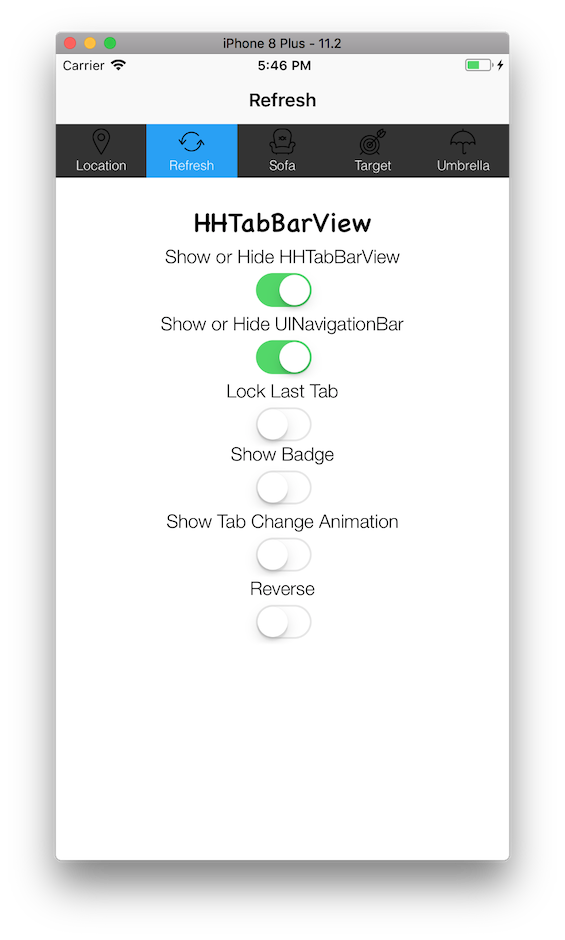 iPhone 8 Plus - 11.2
Carrier 5:46 PM
Refresh
Location Refresh Sofa Target Umbrella
HHTabBarView
Show or Hide HHTabBarView
Show or Hide UINavigationBar
Lock Last Tab
Show Badge
Show Tab Change Animation
Reverse